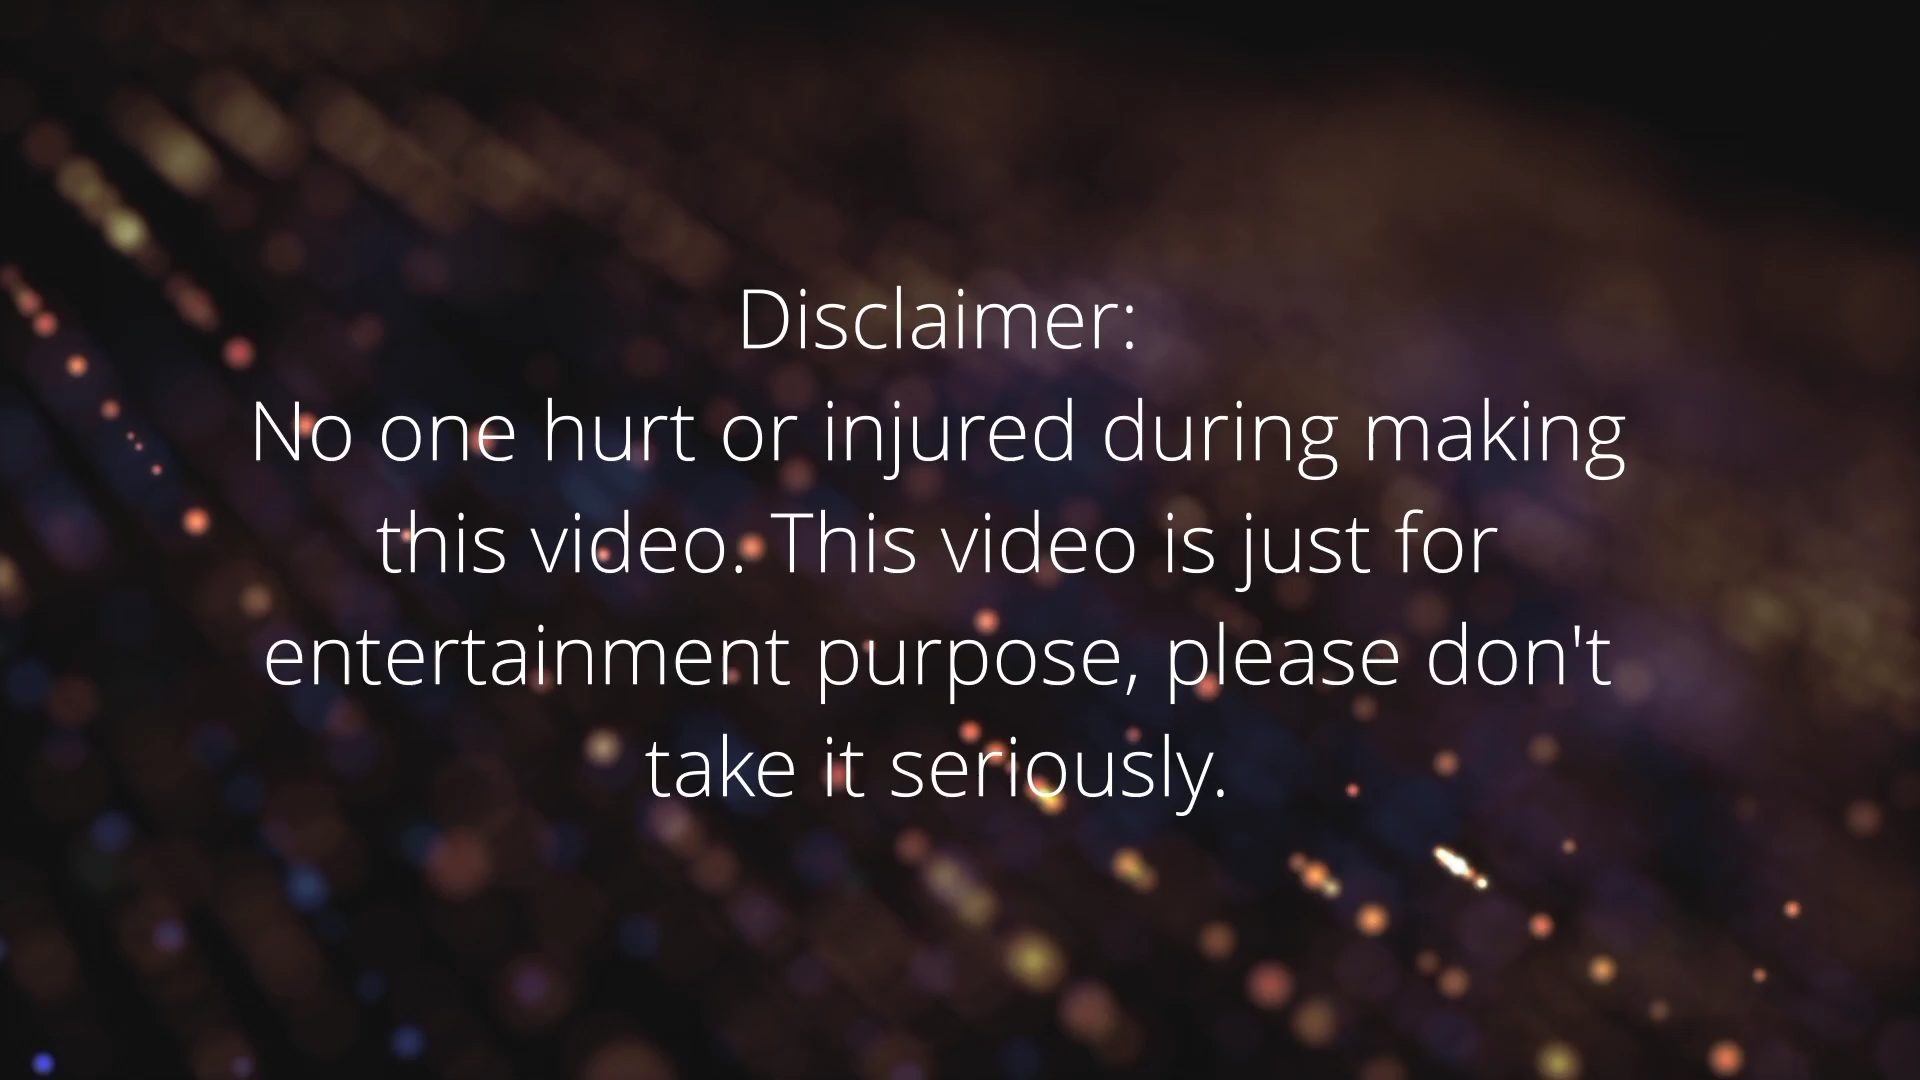 Disclaimer:
No one hurt or injured during making
this video. This video is just for
entertainment purpose, please don't
take it seriously.